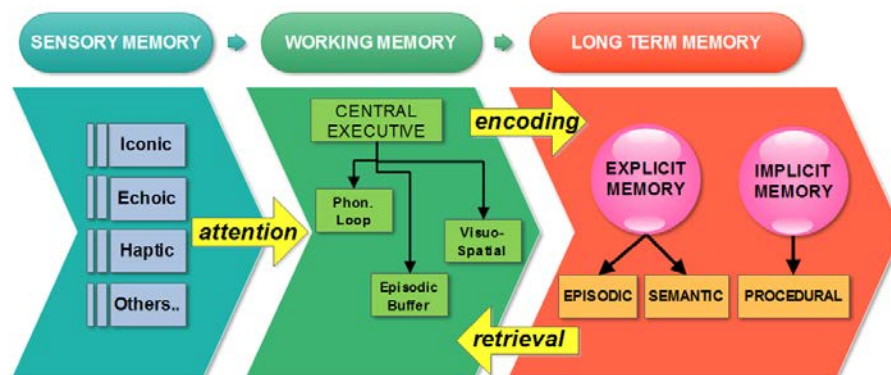 SENSORY MEMORY
WORKING MEMORY
LONG TERM MEMORY
Iconic
Echoic
Haptic
Others..
attention
CENTRAL
EXECUTIVE
Phon.
Loop
Visuo-
Spatial
Episodic
Buffer
encoding
retrieval
EXPLICIT
MEMORY
IMPLICIT
MEMORY
EPISODIC
SEMANTIC
PROCEDURAL